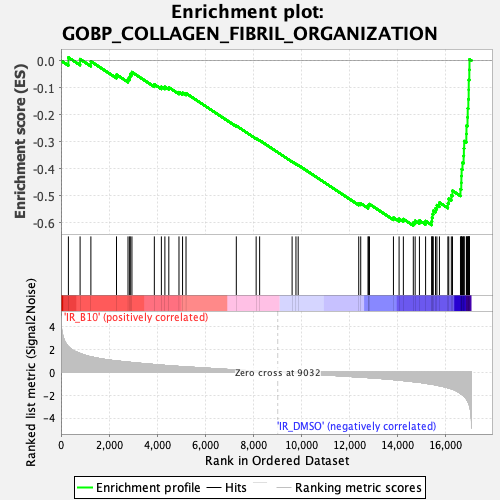 Enrichment plot:
GOBP_COLLAGEN_FIBRIL_ORGANIZATION
Enrichment score (ES)
0.0
-0.1
-0.2
-0.3
-0.4
-0.5
-0.6
'IR_B10' (positively correlated)
Ranked list metric (Signal2Noise)
4
2
0
-2
-4
Zero cross at 9032
'IR_DMSO' (negatively correlated)
0
2,000
4,000
6,000
8,000
10,000
12,000
14,000
16,000
Rank in Ordered Dataset
Enrichment profile
Hits
Ranking metric scores